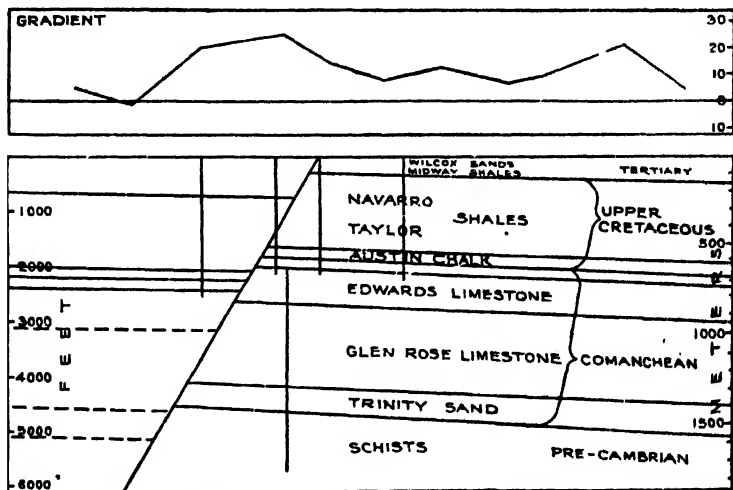 GRADIENT
30
20
10
0
10
WILCOX SANDS
MIDWAY SHALES
TERTIARY
1000
NAVARRO
SHALES
UPPER
CRETACEOUS
TAYLOR
500
AUSTIN CHALK
2000
EDWARDS LIMESTONE
3000
1000
GLEN ROSE LIMESTONE
COMANCHEAN
FEET
METERS
4000
TRINITY SAND
1500
5000
SCHISTS
PRE-CAMBRIAN
6000